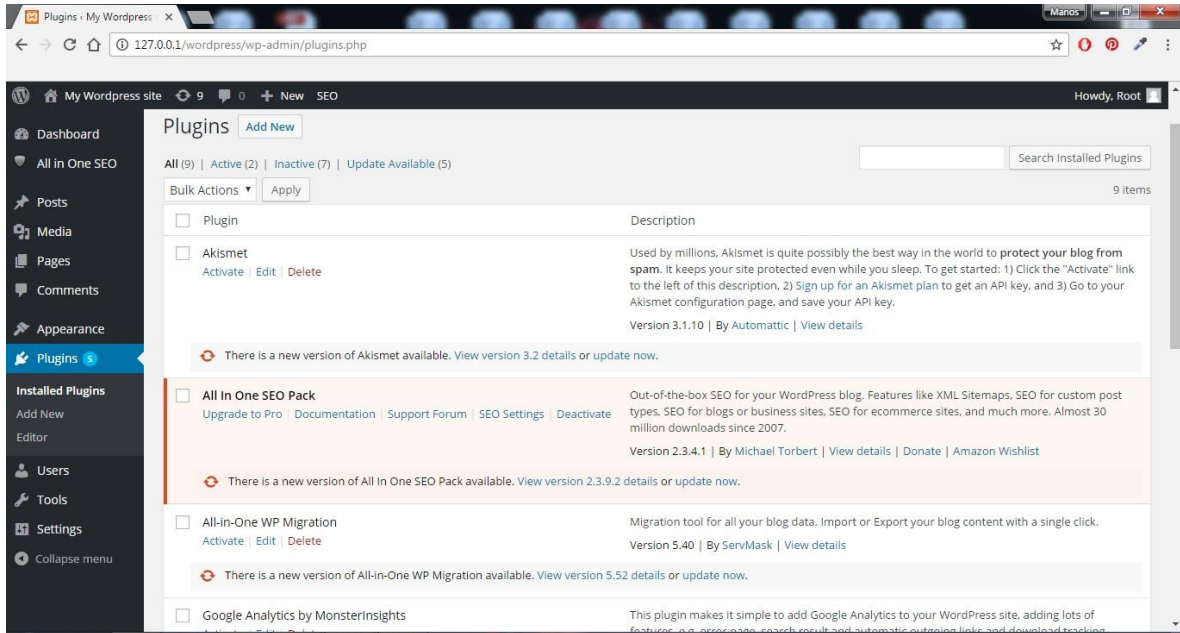 Plugins ‹ My Wordpress
Manos
127.0.0.1/wordpress/wp-admin/plugins.php
My Wordpress site 9 0 New SEO
Howdy, Root
Dashboard
All in One SEO
Posts
Media
Pages
Comments
Appearance
Plugins 5
Installed Plugins
Add New
Editor
Users
Tools
Settings
Collapse menu
Plugins Add New
All (9) | Active (2) | Inactive (7) | Update Available (5)
Search Installed Plugins
Bulk Actions Apply
9 items
Plugin Description
Akismet
Activate | Edit | Delete
Used by millions, Akismet is quite possibly the best way in the world to protect your blog from
spam. It keeps your site protected even while you sleep. To get started: 1) Click the "Activate" link
to the left of this description, 2) Sign up for an Akismet plan to get an API key, and 3) Go to your
Akismet configuration page, and save your API key.
Version 3.1.10 | By Automattic | View details
There is a new version of Akismet available. View version 3.2 details or update now.
All In One SEO Pack
Upgrade to Pro | Documentation | Support Forum | SEO Settings | Deactivate
Out-of-the-box SEO for your WordPress blog. Features like XML Sitemaps, SEO for custom post
types, SEO for blogs or business sites, SEO for ecommerce sites, and much more. Almost 30
million downloads since 2007.
Version 2.3.4.1 | By Michael Torbert | View details | Donate | Amazon Wishlist
There is a new version of All In One SEO Pack available. View version 2.3.9.2 details or update now.
All-in-One WP Migration
Activate | Edit | Delete
Migration tool for all your blog data. Import or Export your blog content with a single click.
Version 5.40 | By ServMask | View details
There is a new version of All-in-One WP Migration available. View version 5.52 details or update now.
Google Analytics by MonsterInsights
This plugin makes it simple to add Google Analytics to your WordPress site, adding lots of
features, e.g. error page, search result and automatic outgoing links and download tracking